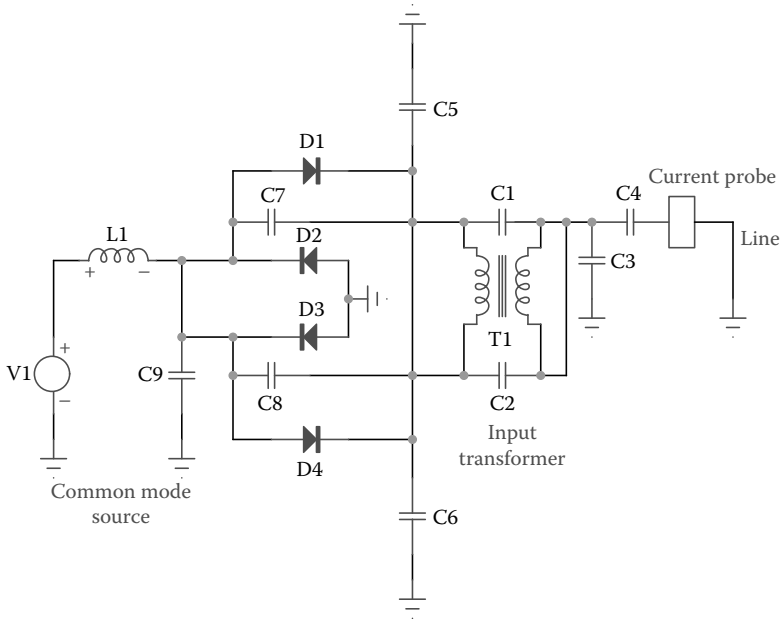 C5
D1
Current probe
C7
C1
C4
L1
D2
Line
+
−
C3
D3
T1
+
V1
C9
−
C8
C2
Input
transformer
D4
Common mode
source
C6